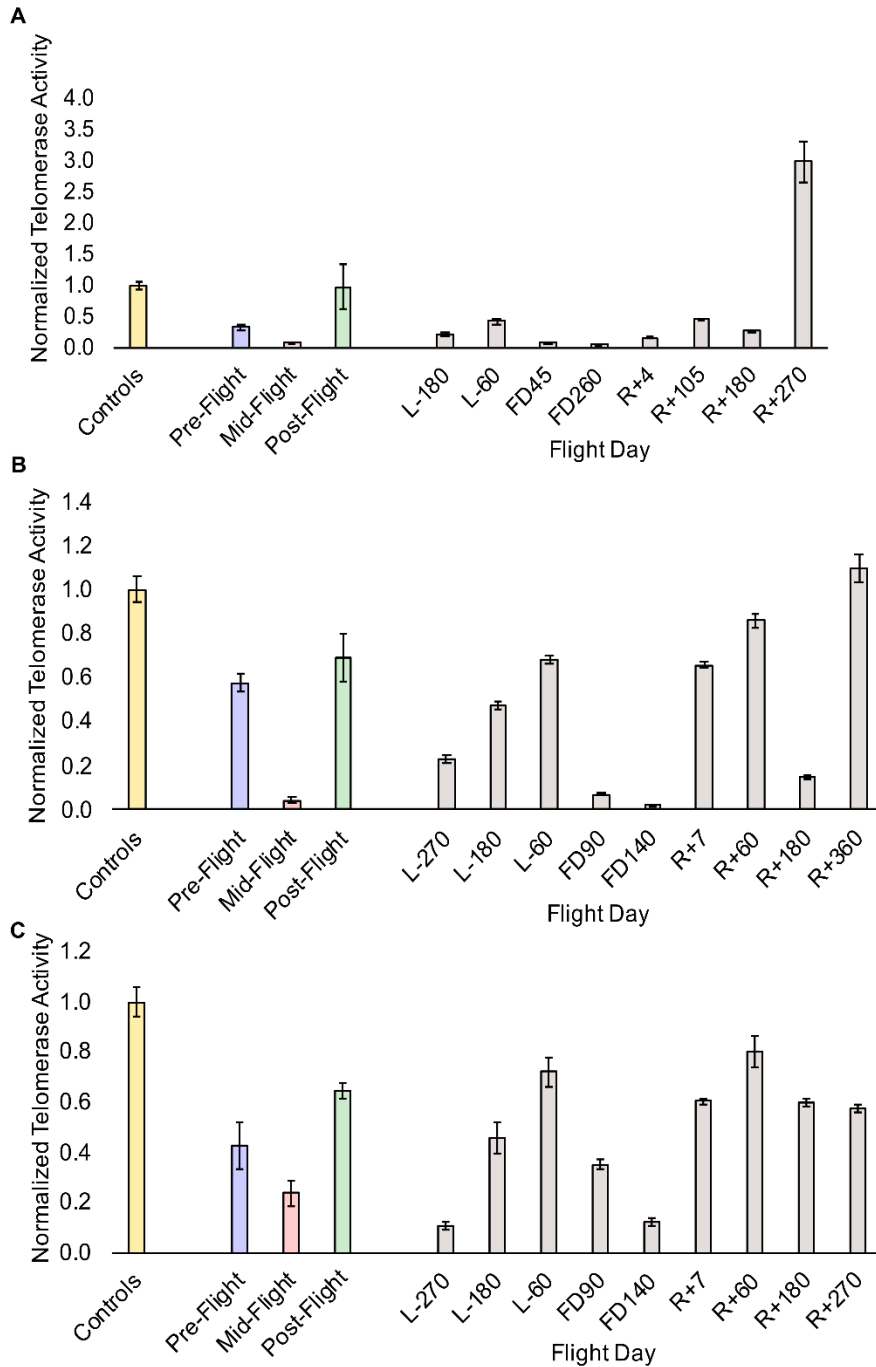 A
Normalized Telomerase Activity
4.0
3.5
3.0
2.5
2.0
1.5
1.0
0.5
0.0
Controls
Pre-Flight
Mid-Flight
Post-Flight
L-180
L-60
FD45
FD260
R+4
R+105
R+180
R+270
Flight Day
B
Normalized Telomerase Activity
1.4
1.2
1.0
0.8
0.6
0.4
0.2
0.0
Controls
Pre-Flight
Mid-Flight
Post-Flight
L-270
L-180
L-60
FD90
FD140
R+7
R+60
R+180
R+360
Flight Day
C
Normalized Telomerase Activity
1.2
1.0
0.8
0.6
0.4
0.2
0.0
Controls
Pre-Flight
Mid-Flight
Post-Flight
L-270
L-180
L-60
FD90
FD140
R+7
R+60
R+180
R+270
Flight Day